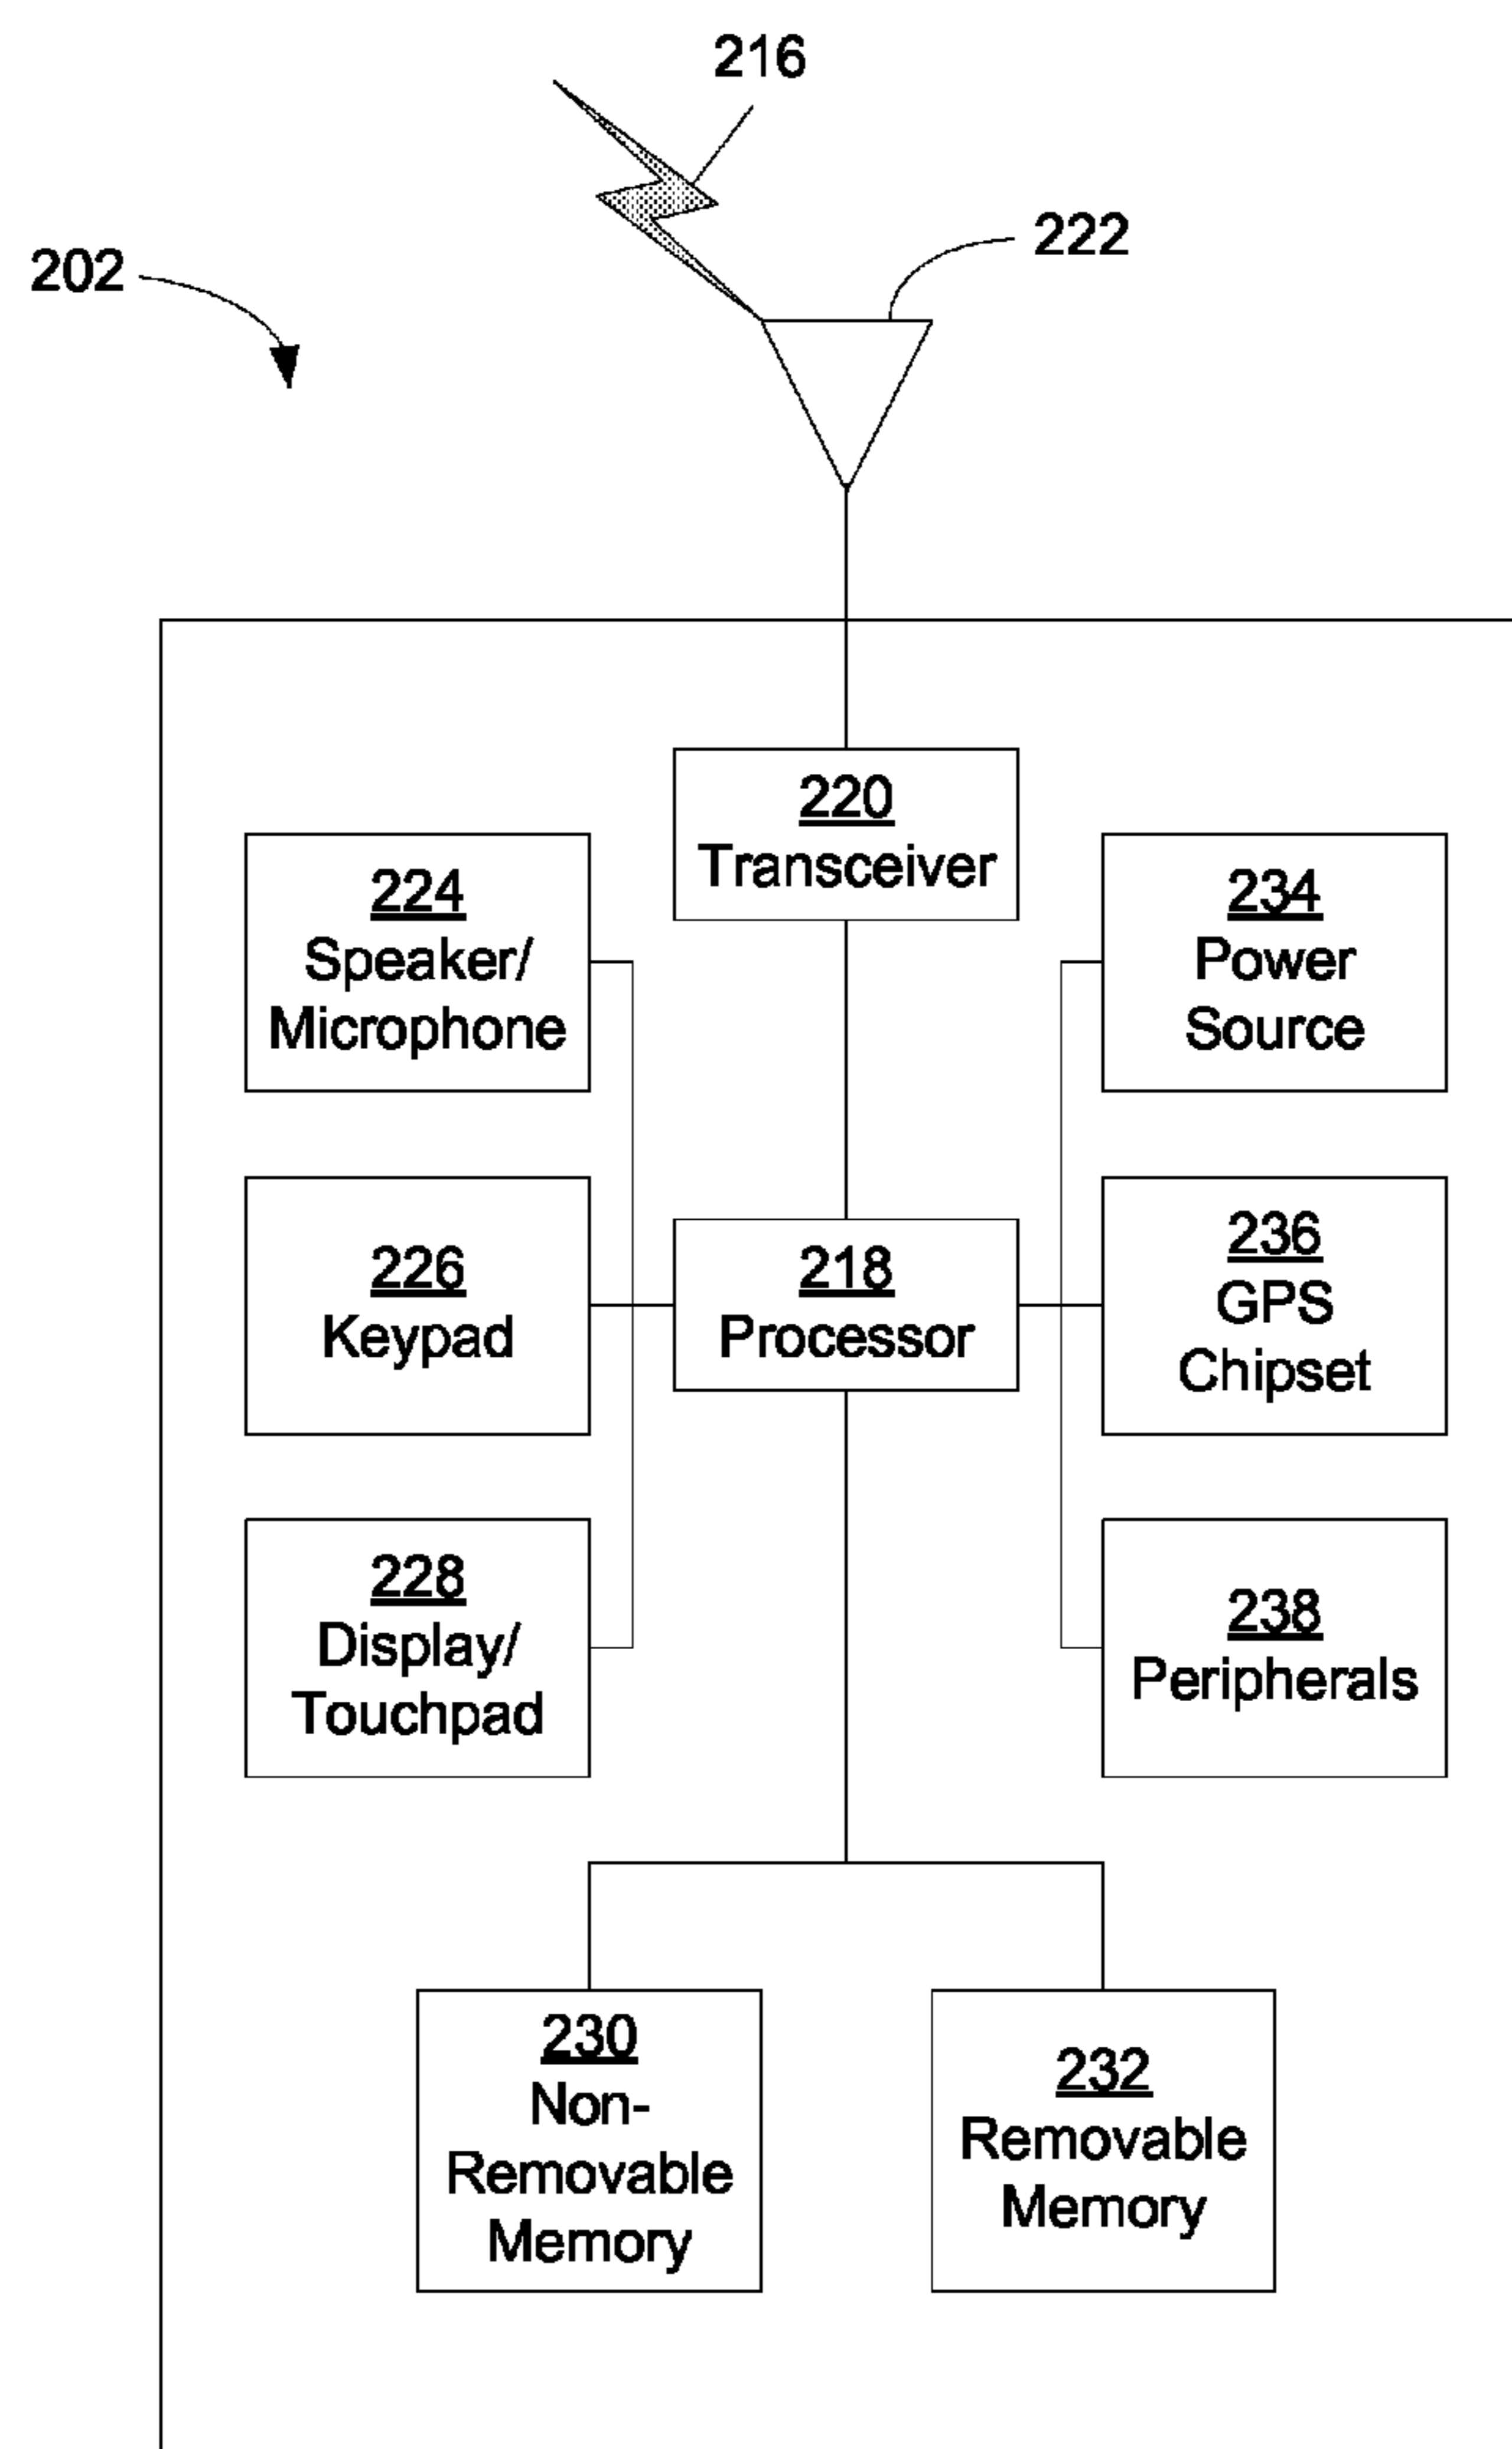 216
222
202
220
Transceiver
224
Speaker/
Microphone
234
Power
Source
226
Keypad
218
Processor
236
GPS
Chipset
228
Display/
Touchpad
238
Peripherals
230
Non-
Removable
Memory
232
Removable
Memory